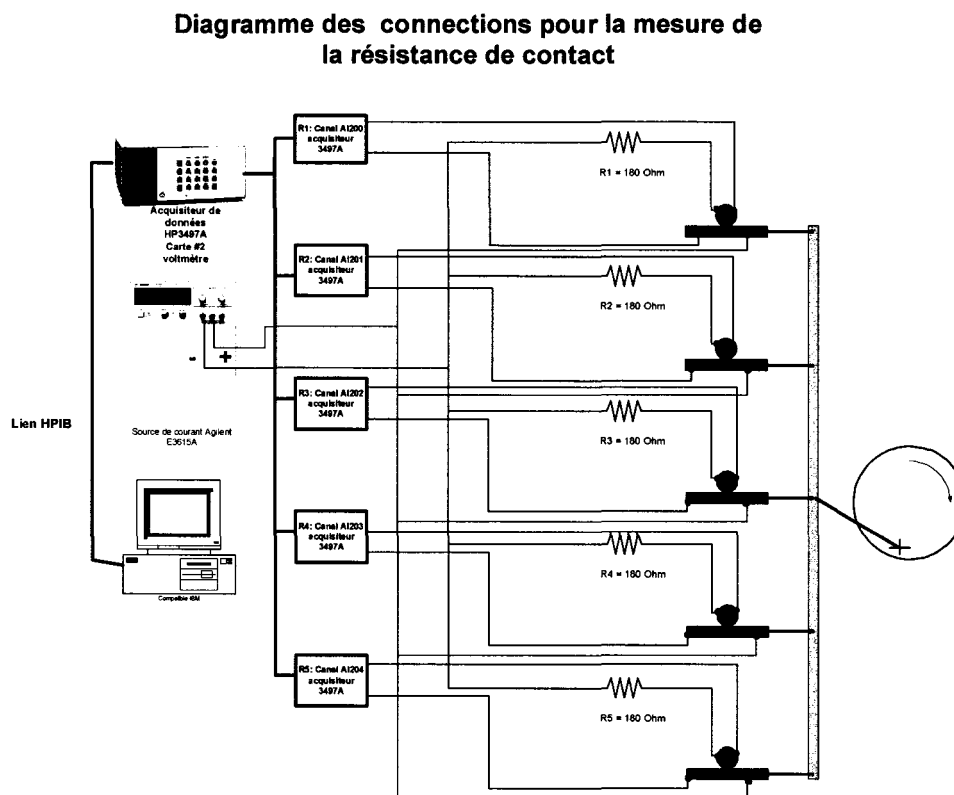 Diagramme des connections pour la mesure de
la résistance de contact
R1: Canal AI200
acquisiteur
3497A
R1 = 180 Ohm
Acquisiteur de
données
HP3497A
Carte #2
voltmètre
R2: Canal AI201
acquisiteur
3497A
R2 = 180 Ohm
- +
R3: Canal AI202
acquisiteur
3497A
R3 = 180 Ohm
Lien HPIB
Source de courant Agilent
E3615A
R4: Canal AI203
acquisiteur
3497A
R4 = 180 Ohm
Compatible IBM
R5: Canal AI204
acquisiteur
3497A
R5 = 180 Ohm